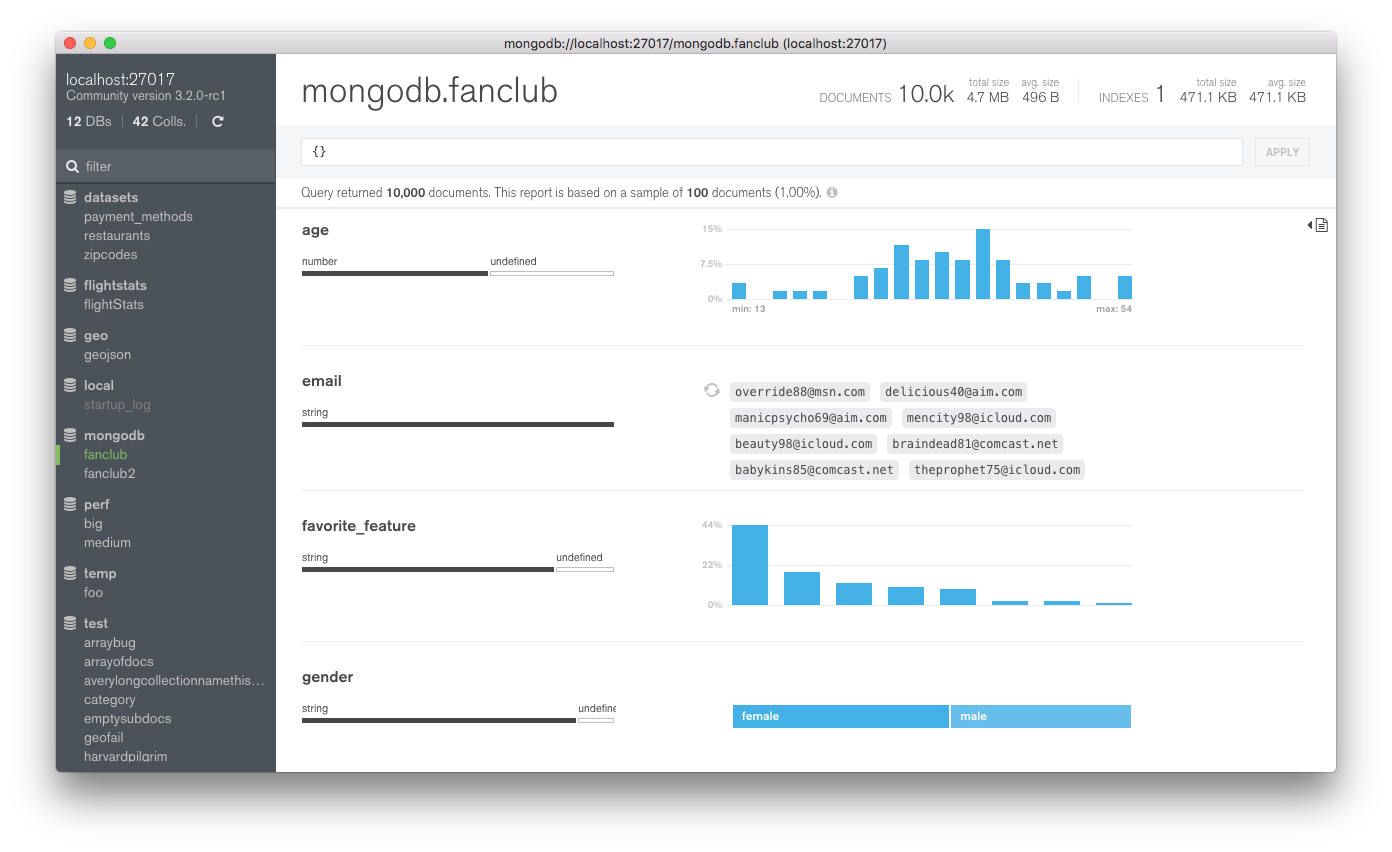 mongodb://localhost:27017/mongodb.fanclub (localhost:27017)
localhost:27017
Community version 3.2.0-rc1
12 DBs 42 Colls.
filter
datasets
payment_methods
restaurants
zipcodes
flightstats
flightStats
geo
geojson
local
startup_log
mongodb
fanclub
fanclub2
perf
big
medium
temp
foo
test
arraybug
arrayofdocs
averylongcollectionnamethis...
category
emptysubdocs
geofail
harvardpilgrim
mongodb.fanclub
DOCUMENTS 10.0k total size 4.7 MB avg. size 496 B
INDEXES 1 total size 471.1 KB avg. size 471.1 KB
{}
APPLY
Query returned 10,000 documents. This report is based on a sample of 100 documents (1.00%).
age
number undefined
15%
7.5%
0%
min: 13 max: 54
email
string
override88@msn.com delicious40@aim.com
manicpsycho69@aim.com mencity98@icloud.com
beauty98@icloud.com braindead81@comcast.net
babykins85@comcast.net theprophet75@icloud.com
favorite_feature
string undefined
44%
22%
0%
gender
string undefine
female male